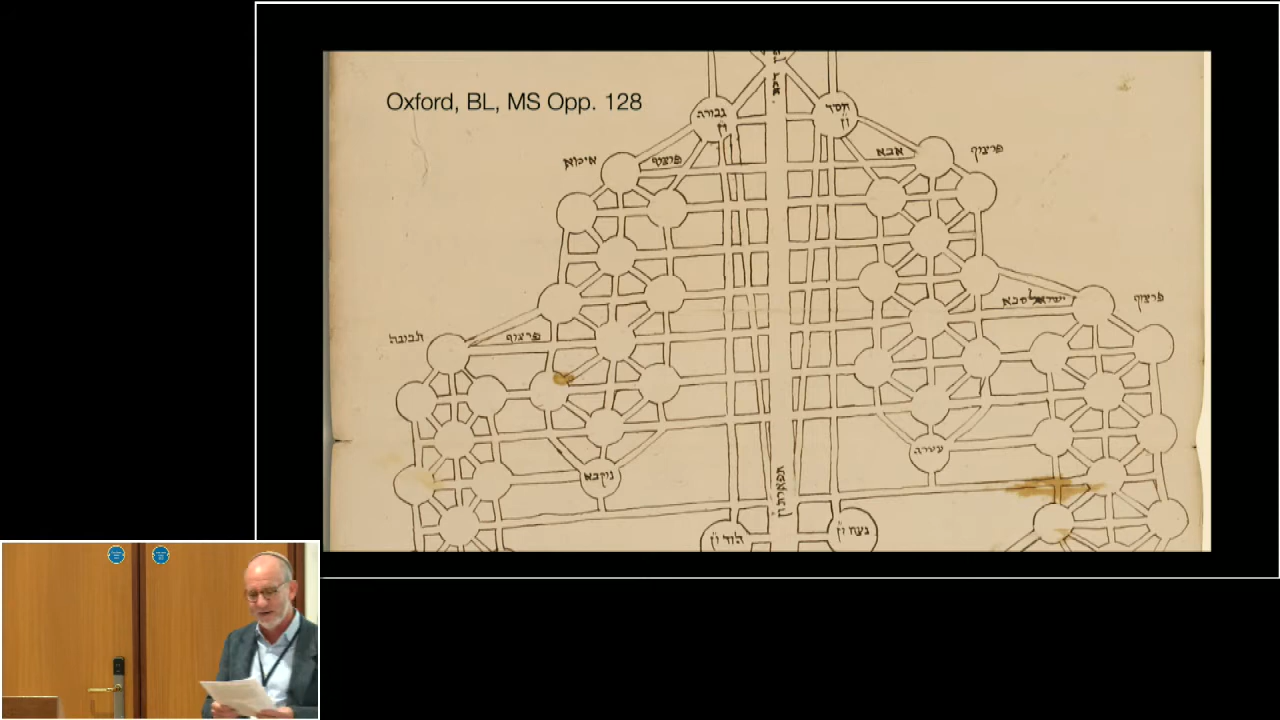 Oxford, BL, MS Opp. 128
גבורה
חסד
פרצוף אבא
אימא פרצוף
פרצוף ישראל סבא
תבונה פרצוף
עטרה
נוקבא
תפארת
הוד
נצח